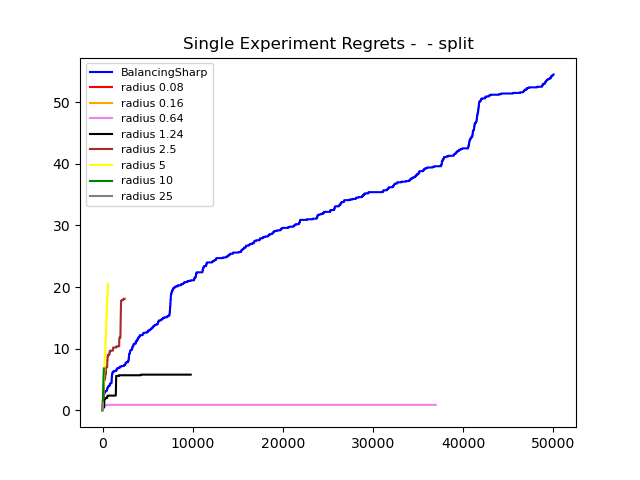 Single Experiment Regrets -  - split
BalancingSharp
radius 0.08
radius 0.16
radius 0.64
radius 1.24
radius 2.5
radius 5
radius 10
radius 25
50
40
30
20
10
0
0 10000 20000 30000 40000 50000